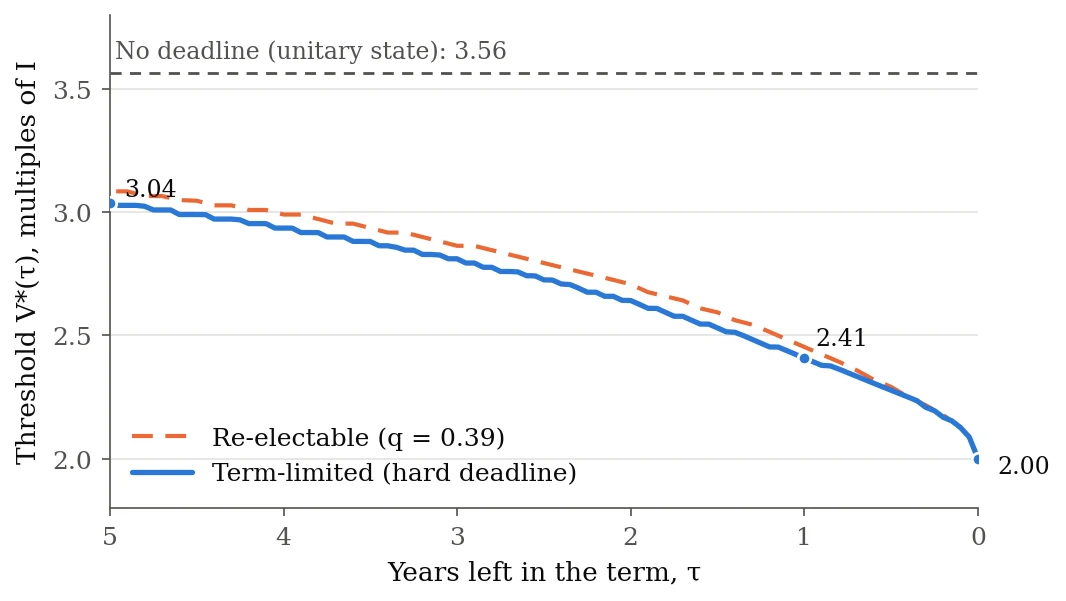 No deadline (unitary state): 3.56
Threshold V*(τ), multiples of I
3.5
3.0
2.5
2.0
3.04
2.41
2.00
Re-electable (q = 0.39)
Term-limited (hard deadline)
5
4
3
2
1
0
Years left in the term, τ